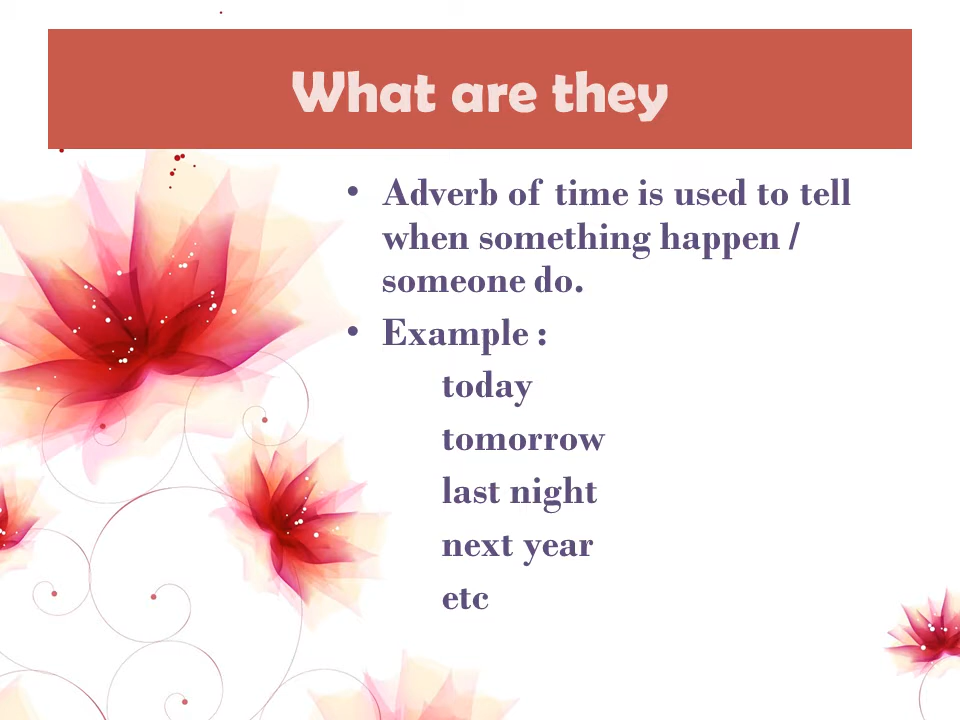 What are they
• Adverb of time is used to tell
when something happen /
someone do.
• Example :
today
tomorrow
last night
next year
etc